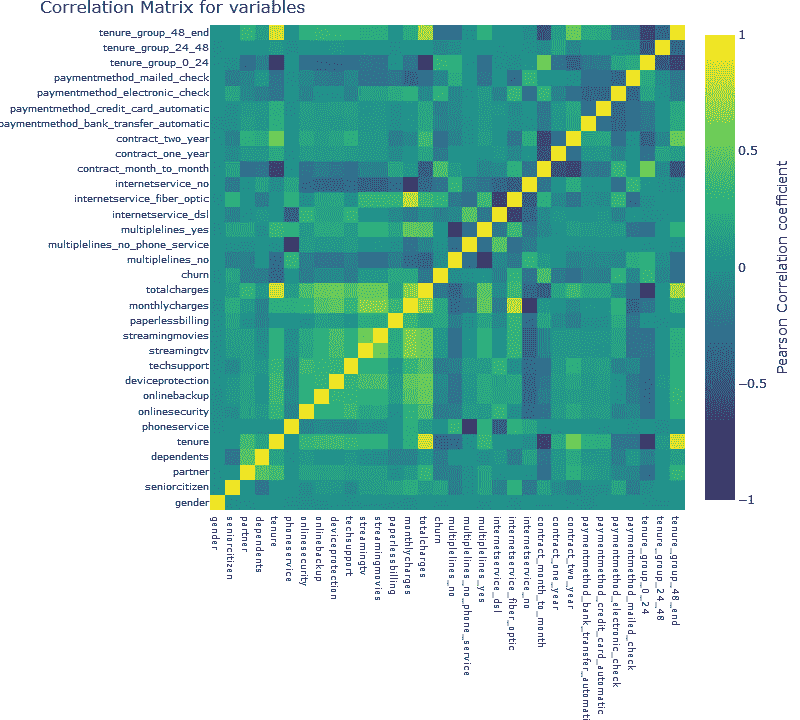 Correlation Matrix for variables
tenure_group_48_end
tenure_group_24_48
tenure_group_0_24
paymentmethod_mailed_check
paymentmethod_electronic_check
paymentmethod_credit_card_automatic
paymentmethod_bank_transfer_automatic
contract_two_year
contract_one_year
contract_month_to_month
internetservice_no
internetservice_fiber_optic
internetservice_dsl
multiplelines_yes
multiplelines_no_phone_service
multiplelines_no
churn
totalcharges
monthlycharges
paperlessbilling
streamingmovies
streamingtv
techsupport
deviceprotection
onlinebackup
onlinesecurity
phoneservice
tenure
dependents
partner
seniorcitizen
gender
gender
seniorcitizen
partner
dependents
tenure
phoneservice
onlinesecurity
onlinebackup
deviceprotection
techsupport
streamingtv
streamingmovies
paperlessbilling
monthlycharges
totalcharges
churn
multiplelines_no
multiplelines_no_phone_service
multiplelines_yes
internetservice_dsl
internetservice_fiber_optic
internetservice_no
contract_month_to_month
contract_one_year
contract_two_year
paymentmethod_bank_transfer_automati
paymentmethod_credit_card_automatic
paymentmethod_electronic_check
paymentmethod_mailed_check
tenure_group_0_24
tenure_group_24_48
tenure_group_48_end
1
0.5
0
−0.5
−1
Pearson Correlation coefficient